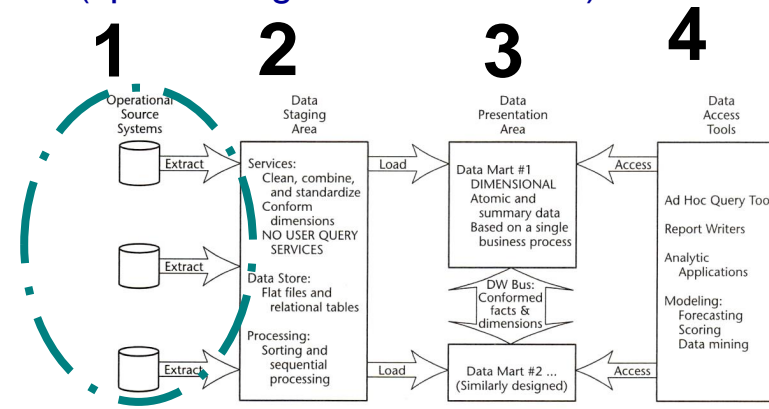 1
2
3
4
Operational
Source
Systems
Extract
Extract
Extract
Data
Staging
Area
Services:
Clean, combine,
and standardize
Conform
dimensions
NO USER QUERY
SERVICES
Data Store:
Flat files and
relational tables
Processing:
Sorting and
sequential
processing
Load
Load
Data
Presentation
Area
Data Mart #1
DIMENSIONAL
Atomic and
summary data
Based on a single
business process
DW Bus:
Conformed
facts &
dimensions
Data Mart #2 ...
(Similarly designed)
Access
Access
Data
Access
Tools
Ad Hoc Query Too
Report Writers
Analytic
Applications
Modeling:
Forecasting
Scoring
Data mining